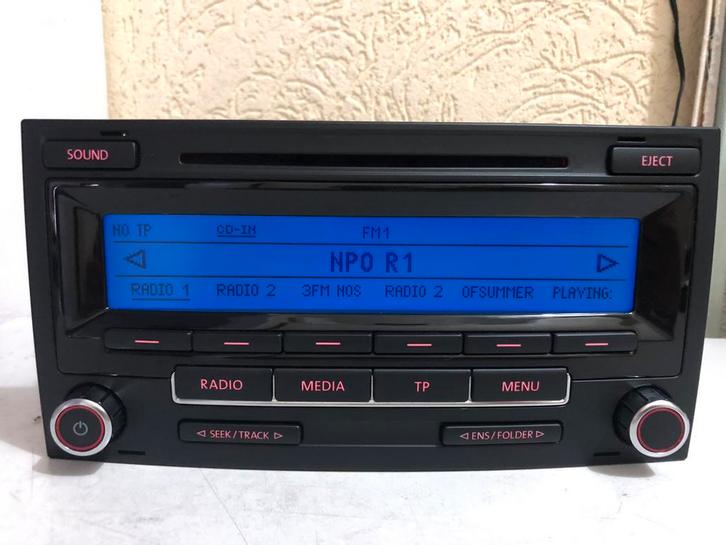 SOUND
EJECT
NO TP CD-IN FM1
NPO R1
RADIO 1 RADIO 2 3FM NOS RADIO 2 OFSUMMER PLAYING:
RADIO MEDIA TP MENU
SEEK/TRACK
ENS/FOLDER